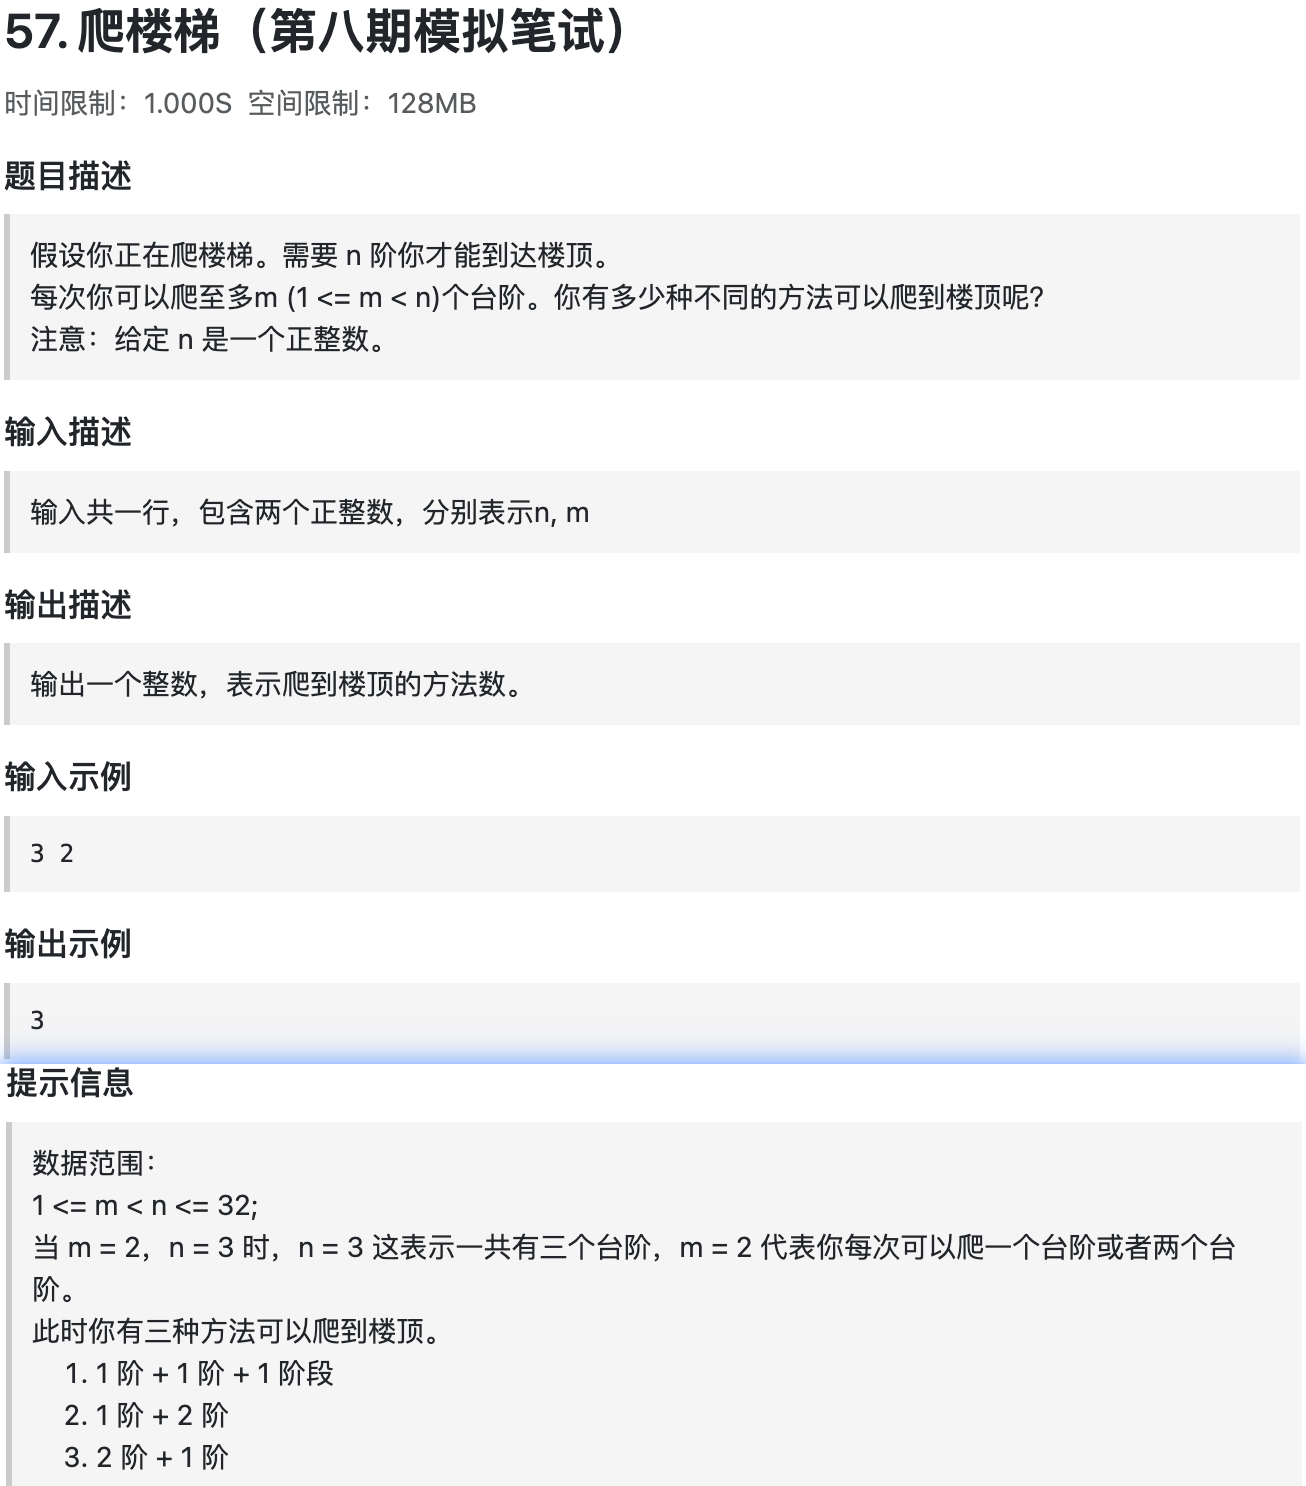 57. 爬楼梯（第八期模拟笔试）
时间限制：1.000S 空间限制：128MB
题目描述
假设你正在爬楼梯。需要 n 阶你才能到达楼顶。
每次你可以爬至多m (1 <= m < n)个台阶。你有多少种不同的方法可以爬到楼顶呢?
注意：给定 n 是一个正整数。
输入描述
输入共一行，包含两个正整数，分别表示n, m
输出描述
输出一个整数，表示爬到楼顶的方法数。
输入示例
3 2
输出示例
3
提示信息
数据范围：
1 <= m < n <= 32;
当 m = 2，n = 3 时，n = 3 这表示一共有三个台阶，m = 2 代表你每次可以爬一个台阶或者两个台
阶。
此时你有三种方法可以爬到楼顶。
1. 1 阶 + 1 阶 + 1 阶段
2. 1 阶 + 2 阶
3. 2 阶 + 1 阶